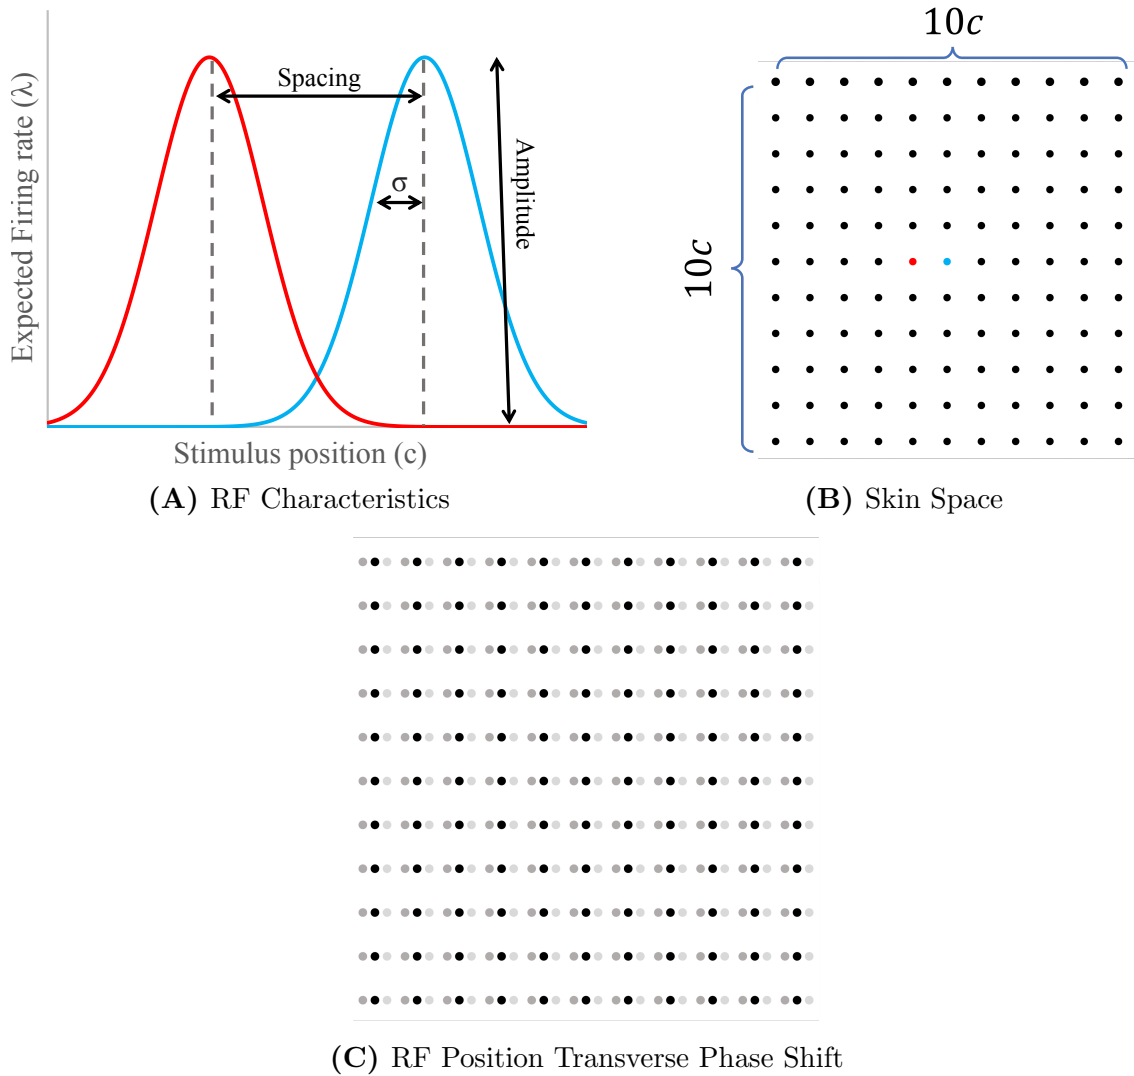 Expected Firing rate (λ)
Spacing
σ
Amplitude
Stimulus position (c)
(A) RF Characteristics
10c
10c
(B) Skin Space
(C) RF Position Transverse Phase Shift